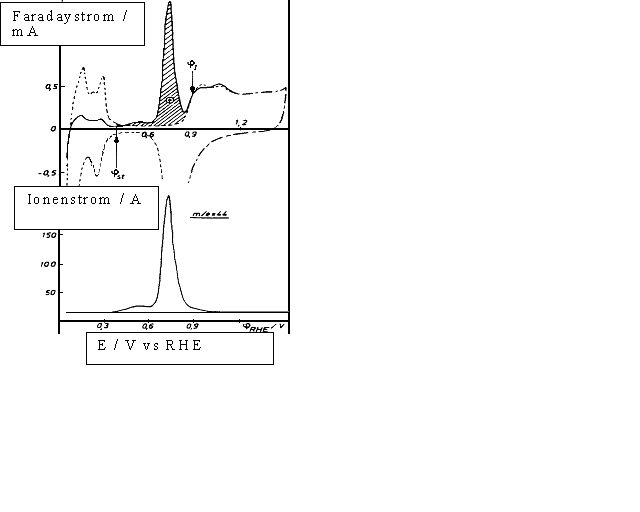 Faradaystrom /
mA
0,5
φ₁
0
0,6
0,9
1,2
-0,5
φst
Ionenstrom / A
m/e=44
150
100
50
0,3
0,6
0,9
φRHE / V
E / V vs RHE